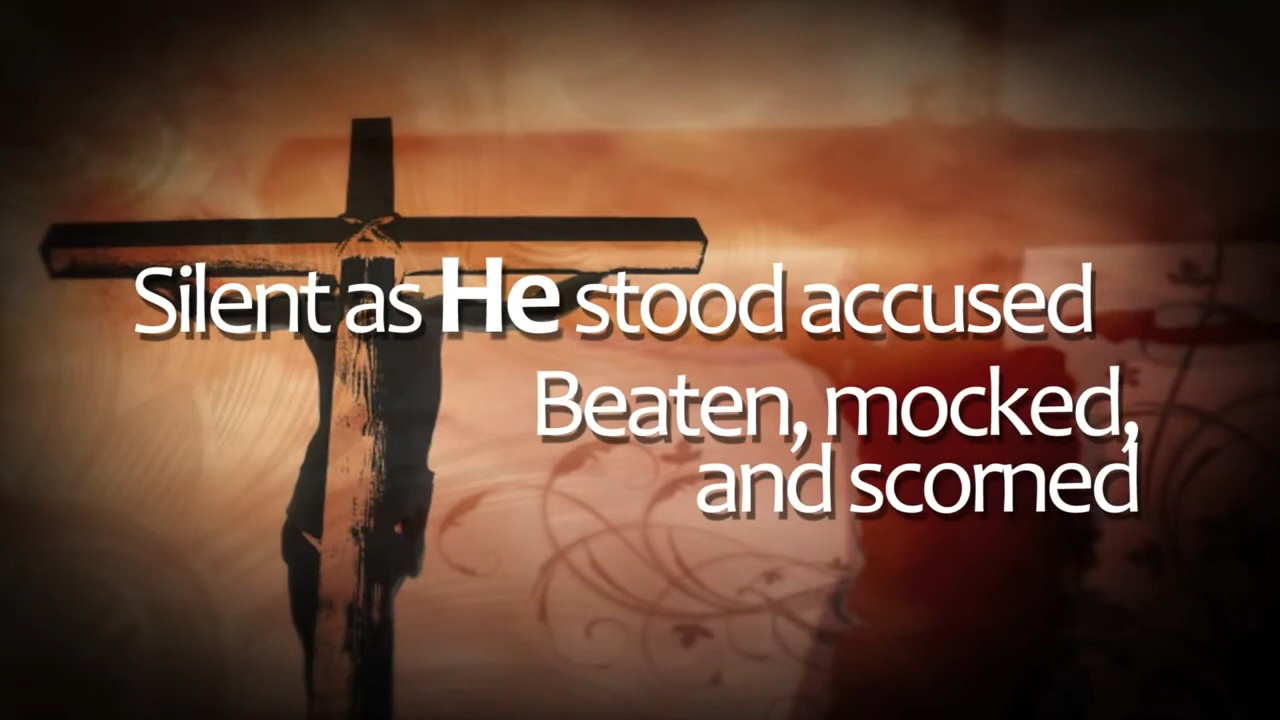 Silent as He stood accused
Beaten, mocked,
and scorned